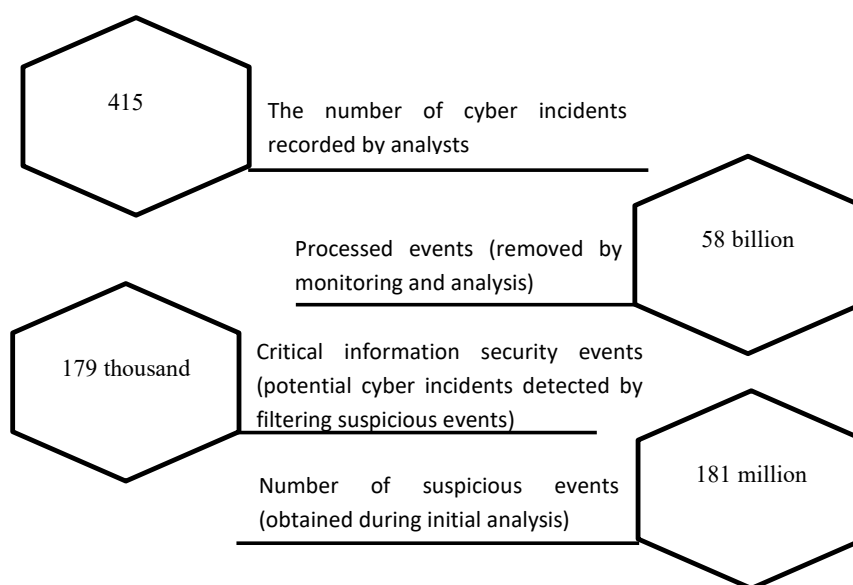 415
The number of cyber incidents
recorded by analysts
58 billion
Processed events (removed by
monitoring and analysis)
179 thousand
Critical information security events
(potential cyber incidents detected by
filtering suspicious events)
181 million
Number of suspicious events
(obtained during initial analysis)